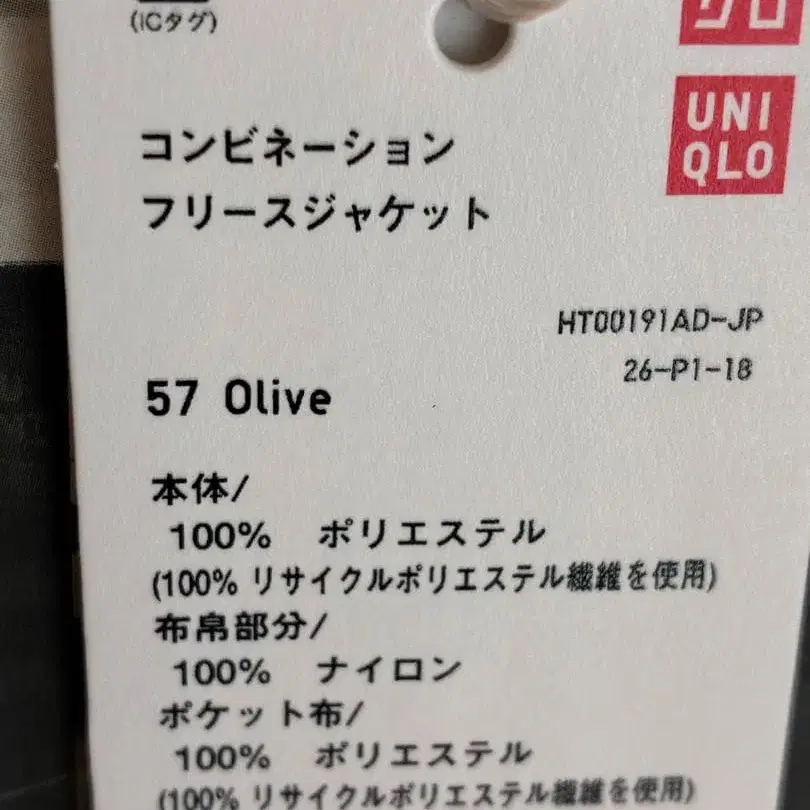 (ICタグ)
クロ
UNI
QLO
コンビネーション
フリースジャケット
HT00191AD-JP
26-P1-18
57 Olive
本体/
100% ポリエステル
(100% リサイクルポリエステル繊維を使用)
布帛部分/
100% ナイロン
ポケット布/
100% ポリエステル
(100% リサイクルポリエステル繊維を使用)